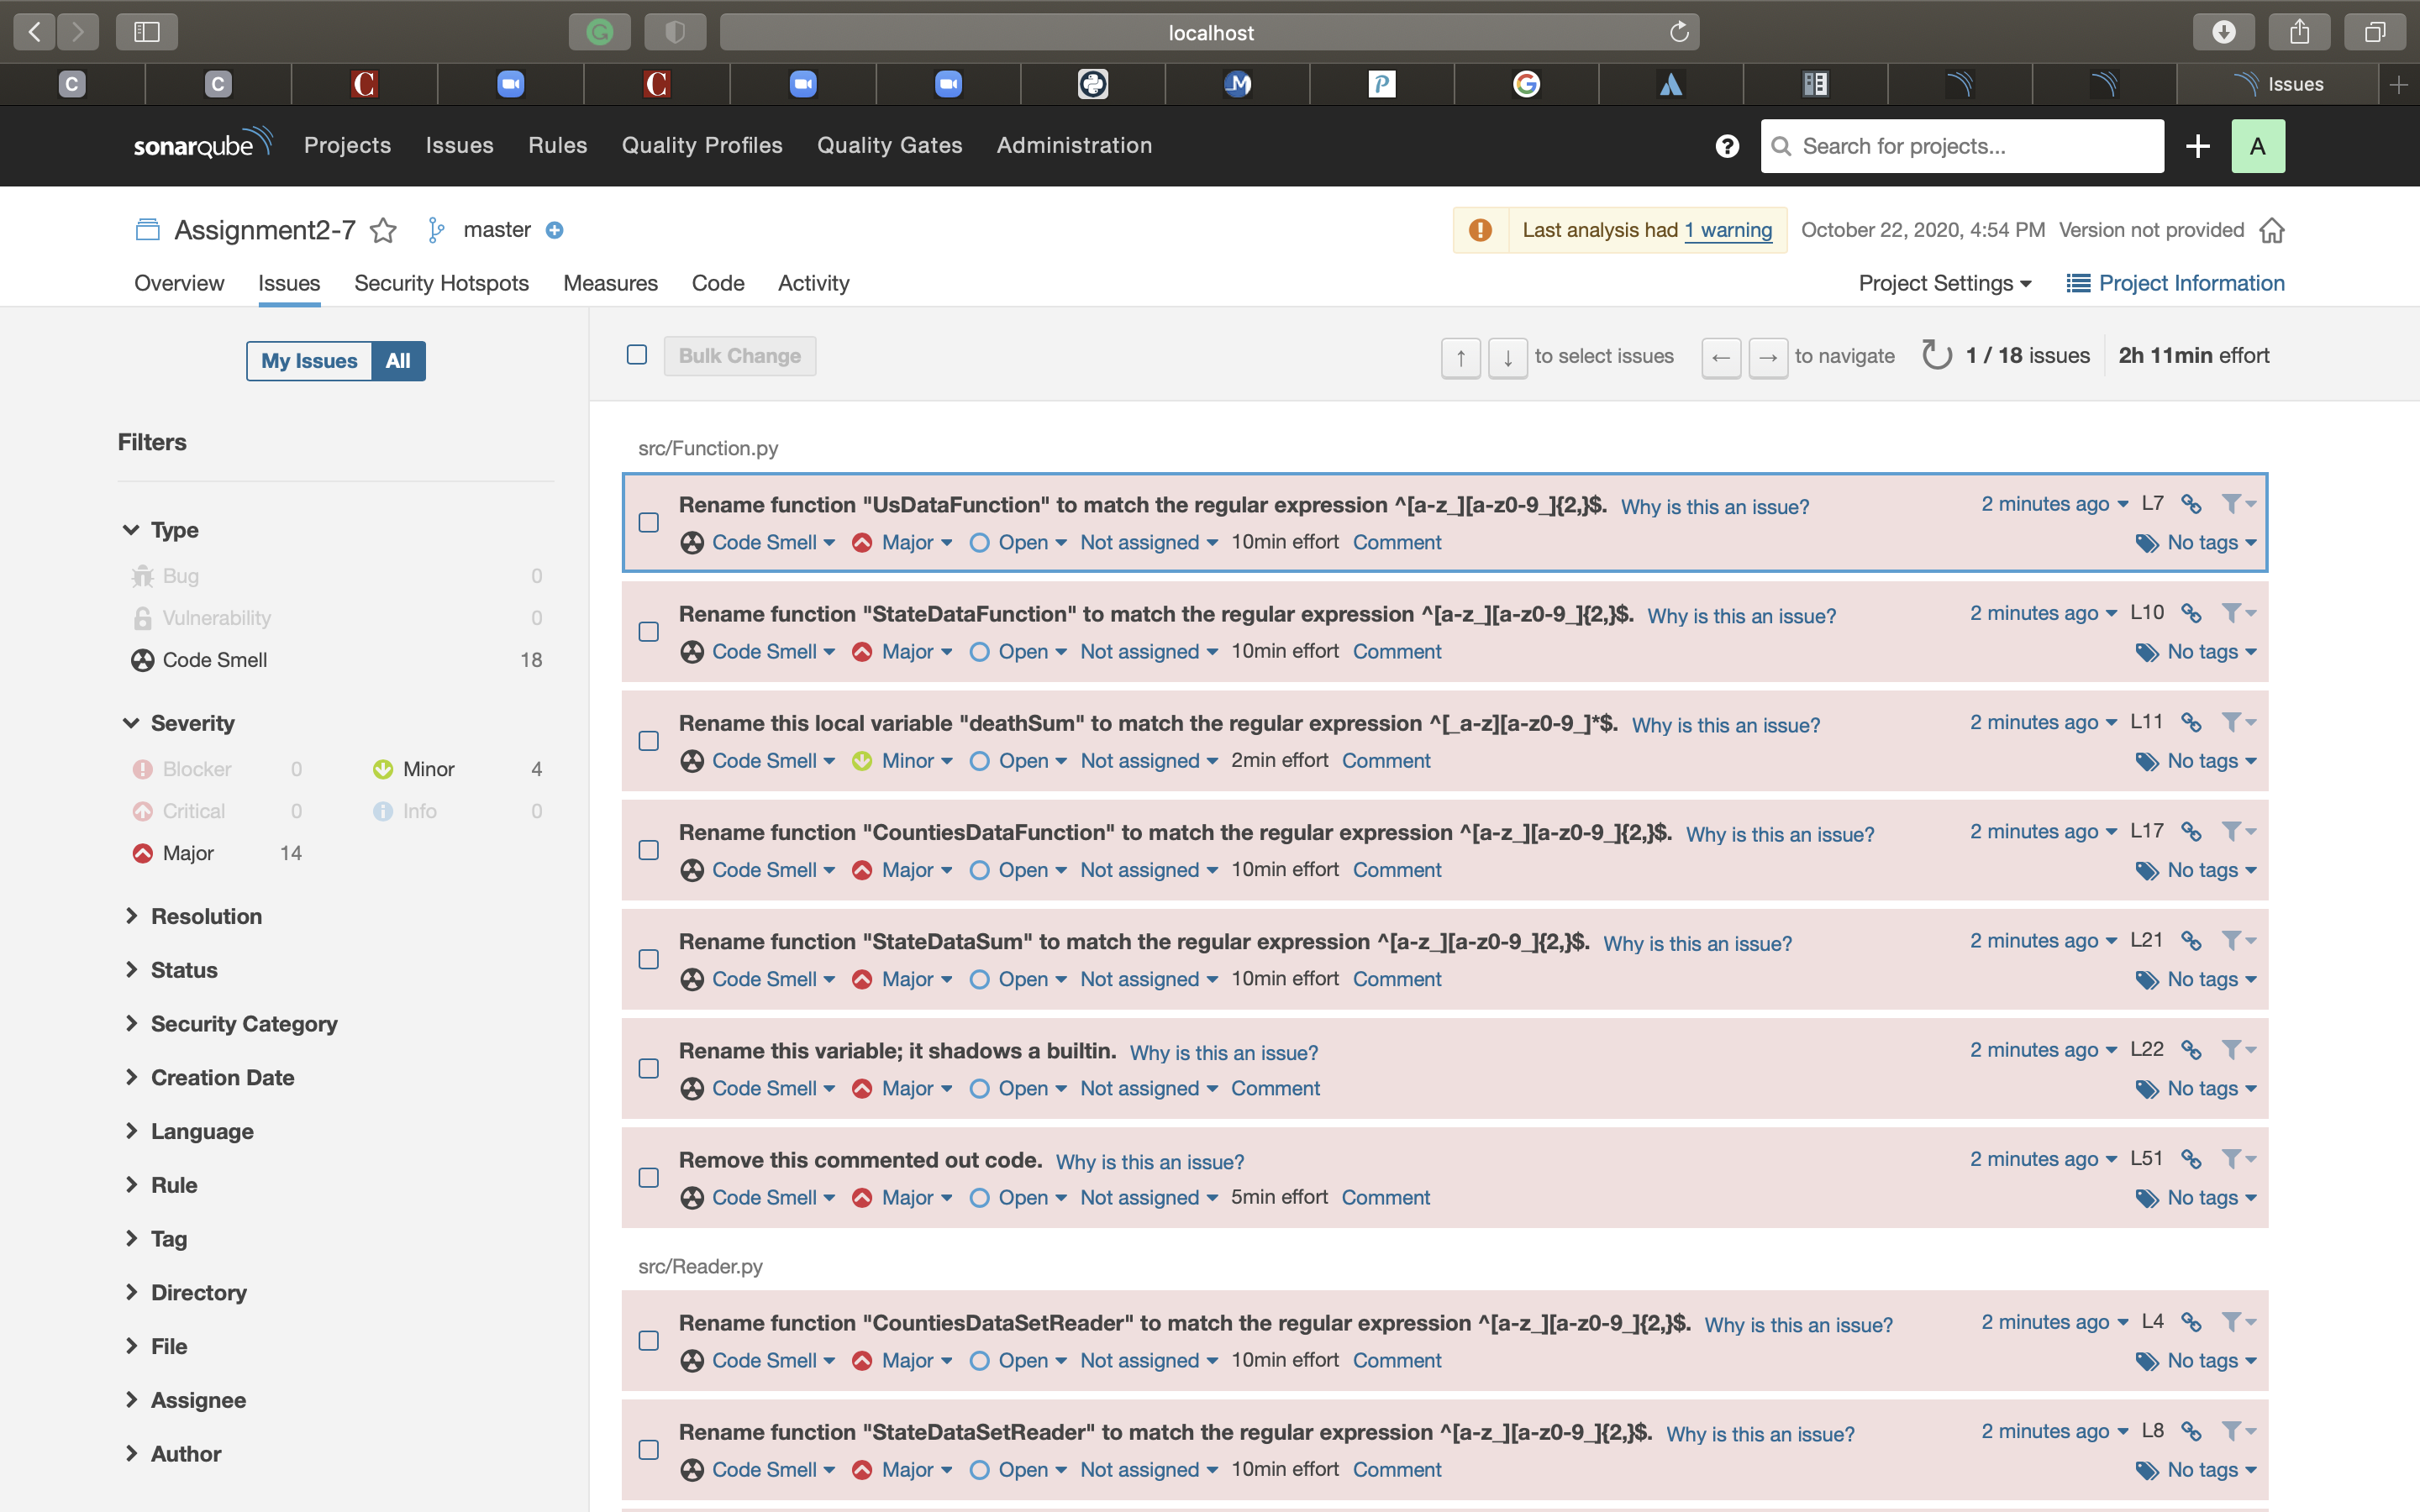 localhost
C
C
C
C
M
P
G
Issues
sonarqube Projects Issues Rules Quality Profiles Quality Gates Administration
? Search for projects... + A
Assignment2-7 master
Last analysis had 1 warning October 22, 2020, 4:54 PM Version not provided
Overview Issues Security Hotspots Measures Code Activity
Project Settings Project Information
My Issues All
Bulk Change
↑ ↓ to select issues ← → to navigate 1 / 18 issues 2h 11min effort
Filters
Type
Bug 0
Vulnerability 0
Code Smell 18
Severity
Blocker 0 Minor 4
Critical 0 Info 0
Major 14
Resolution
Status
Security Category
Creation Date
Language
Rule
Tag
Directory
File
Assignee
Author
src/Function.py
Rename function "UsDataFunction" to match the regular expression ^[a-z_][a-z0-9_]{2,}$. Why is this an issue? 2 minutes ago L7
Code Smell Major Open Not assigned 10min effort Comment No tags
Rename function "StateDataFunction" to match the regular expression ^[a-z_][a-z0-9_]{2,}$. Why is this an issue? 2 minutes ago L10
Code Smell Major Open Not assigned 10min effort Comment No tags
Rename this local variable "deathSum" to match the regular expression ^[_a-z][a-z0-9_]*$. Why is this an issue? 2 minutes ago L11
Code Smell Minor Open Not assigned 2min effort Comment No tags
Rename function "CountiesDataFunction" to match the regular expression ^[a-z_][a-z0-9_]{2,}$. Why is this an issue? 2 minutes ago L17
Code Smell Major Open Not assigned 10min effort Comment No tags
Rename function "StateDataSum" to match the regular expression ^[a-z_][a-z0-9_]{2,}$. Why is this an issue? 2 minutes ago L21
Code Smell Major Open Not assigned 10min effort Comment No tags
Rename this variable; it shadows a builtin. Why is this an issue? 2 minutes ago L22
Code Smell Major Open Not assigned Comment No tags
Remove this commented out code. Why is this an issue? 2 minutes ago L51
Code Smell Major Open Not assigned 5min effort Comment No tags
src/Reader.py
Rename function "CountiesDataSetReader" to match the regular expression ^[a-z_][a-z0-9_]{2,}$. Why is this an issue? 2 minutes ago L4
Code Smell Major Open Not assigned 10min effort Comment No tags
Rename function "StateDataSetReader" to match the regular expression ^[a-z_][a-z0-9_]{2,}$. Why is this an issue? 2 minutes ago L8
Code Smell Major Open Not assigned 10min effort Comment No tags